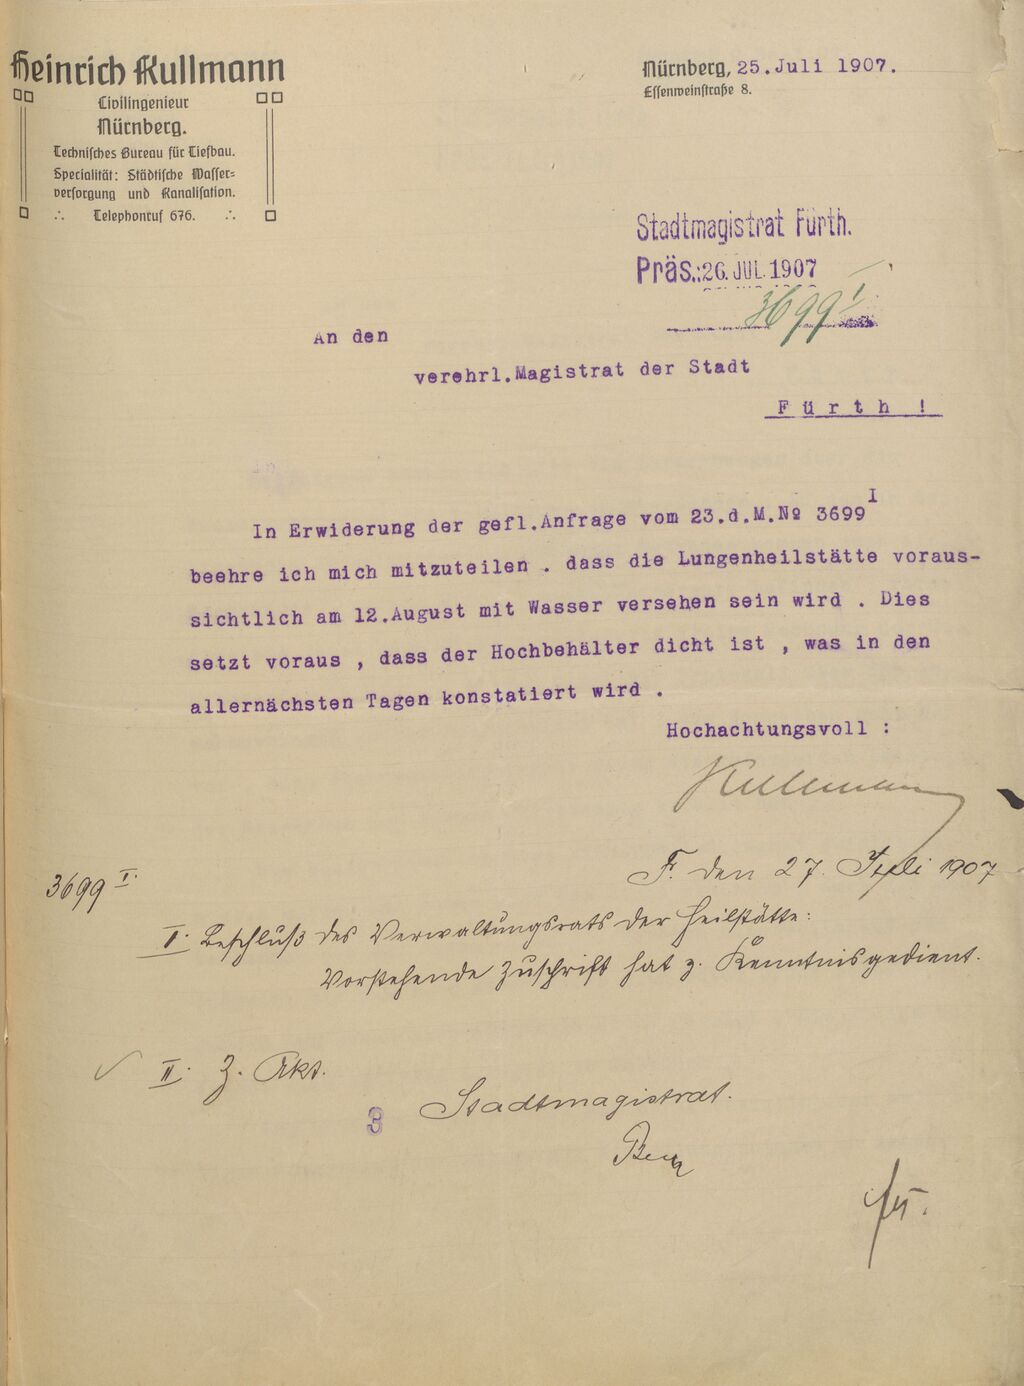 Heinrich Kullmann
Civilingenieur
Nürnberg.
Technisches Bureau für Tiefbau.
Specialität: Städtische Wasser=
versorgung und Kanalisation.
Telephonruf 676.
Nürnberg, 25.Juli 1907.
Essenweinstraße 8.
Stadtmagistrat Fürth.
Präs.:26.JUL.1907
3699 I
An den
verehrl.Magistrat der Stadt
Fürth !
In Erwiderung der gefl.Anfrage vom 23.d.M.No 3699 I
beehre ich mich mitzuteilen . dass die Lungenheilstätte voraus-
sichtlich am 12.August mit Wasser versehen sein wird . Dies
setzt voraus , dass der Hochbehälter dicht ist , was in den
allernächsten Tagen konstatiert wird .
Hochachtungsvoll :
Kullmann
F. den 27. Juli 1907
3699 I.
I. Beschluß des Verwaltungsrats der Heilstätte:
Vorstehende Zuschrift hat z. Kenntnis gedient.
II. Z. Akt.
3
Stadtmagistrat.